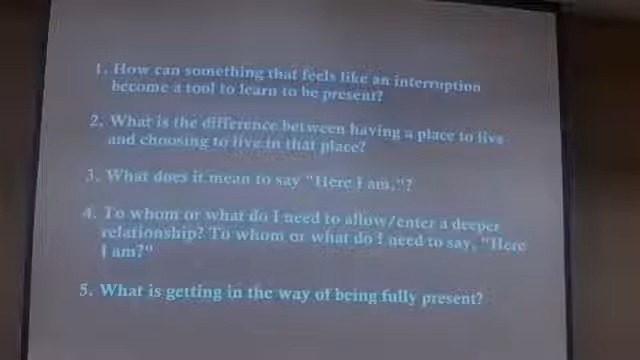 1. How can something that feels like an interruption
become a tool to learn to be present?
2. What is the difference between having a place to live
and choosing to live in that place?
3. What does it mean to say "Here I am,"?
4. To whom or what do I need to allow/enter a deeper
relationship? To whom or what do I need to say, "Here
I am?"
5. What is getting in the way of being fully present?